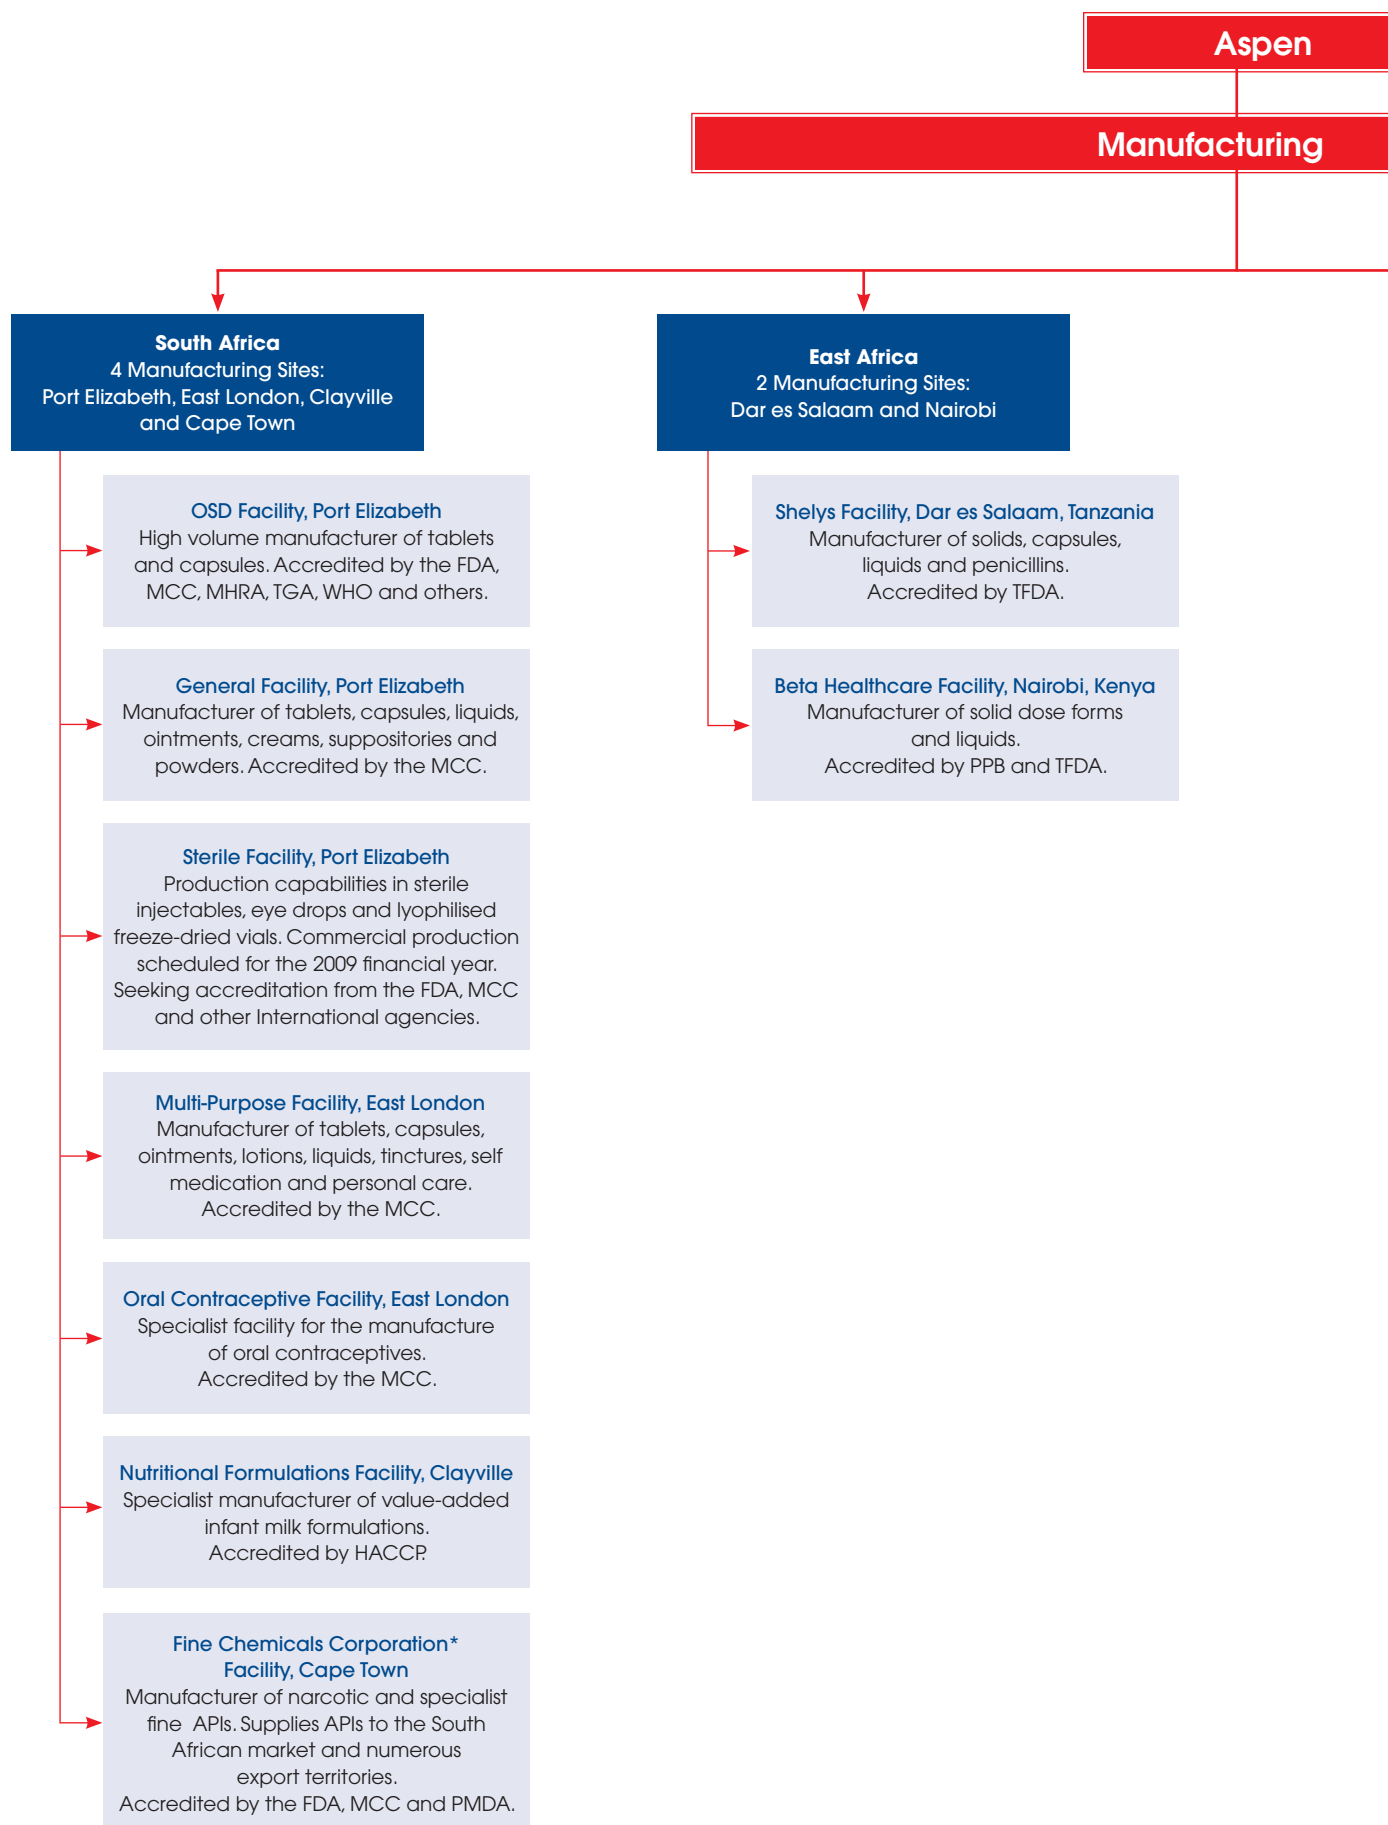 Aspen
Manufacturing
South Africa
4 Manufacturing Sites:
Port Elizabeth, East London, Clayville
and Cape Town
OSD Facility, Port Elizabeth
High volume manufacturer of tablets
and capsules. Accredited by the FDA,
MCC, MHRA, TGA, WHO and others.
General Facility, Port Elizabeth
Manufacturer of tablets, capsules, liquids,
ointments, creams, suppositories and
powders. Accredited by the MCC.
Sterile Facility, Port Elizabeth
Production capabilities in sterile
injectables, eye drops and lyophilised
freeze-dried vials. Commercial production
scheduled for the 2009 financial year.
Seeking accreditation from the FDA, MCC
and other International agencies.
Multi-Purpose Facility, East London
Manufacturer of tablets, capsules,
ointments, lotions, liquids, tinctures, self
medication and personal care.
Accredited by the MCC.
Oral Contraceptive Facility, East London
Specialist facility for the manufacture
of oral contraceptives.
Accredited by the MCC.
Nutritional Formulations Facility, Clayville
Specialist manufacturer of value-added
infant milk formulations.
Accredited by HACCP.
Fine Chemicals Corporation*
Facility, Cape Town
Manufacturer of narcotic and specialist
fine APIs. Supplies APIs to the South
African market and numerous
export territories.
Accredited by the FDA, MCC and PMDA.
East Africa
2 Manufacturing Sites:
Dar es Salaam and Nairobi
Shelys Facility, Dar es Salaam, Tanzania
Manufacturer of solids, capsules,
liquids and penicillins.
Accredited by TFDA.
Beta Healthcare Facility, Nairobi, Kenya
Manufacturer of solid dose forms
and liquids.
Accredited by PPB and TFDA.